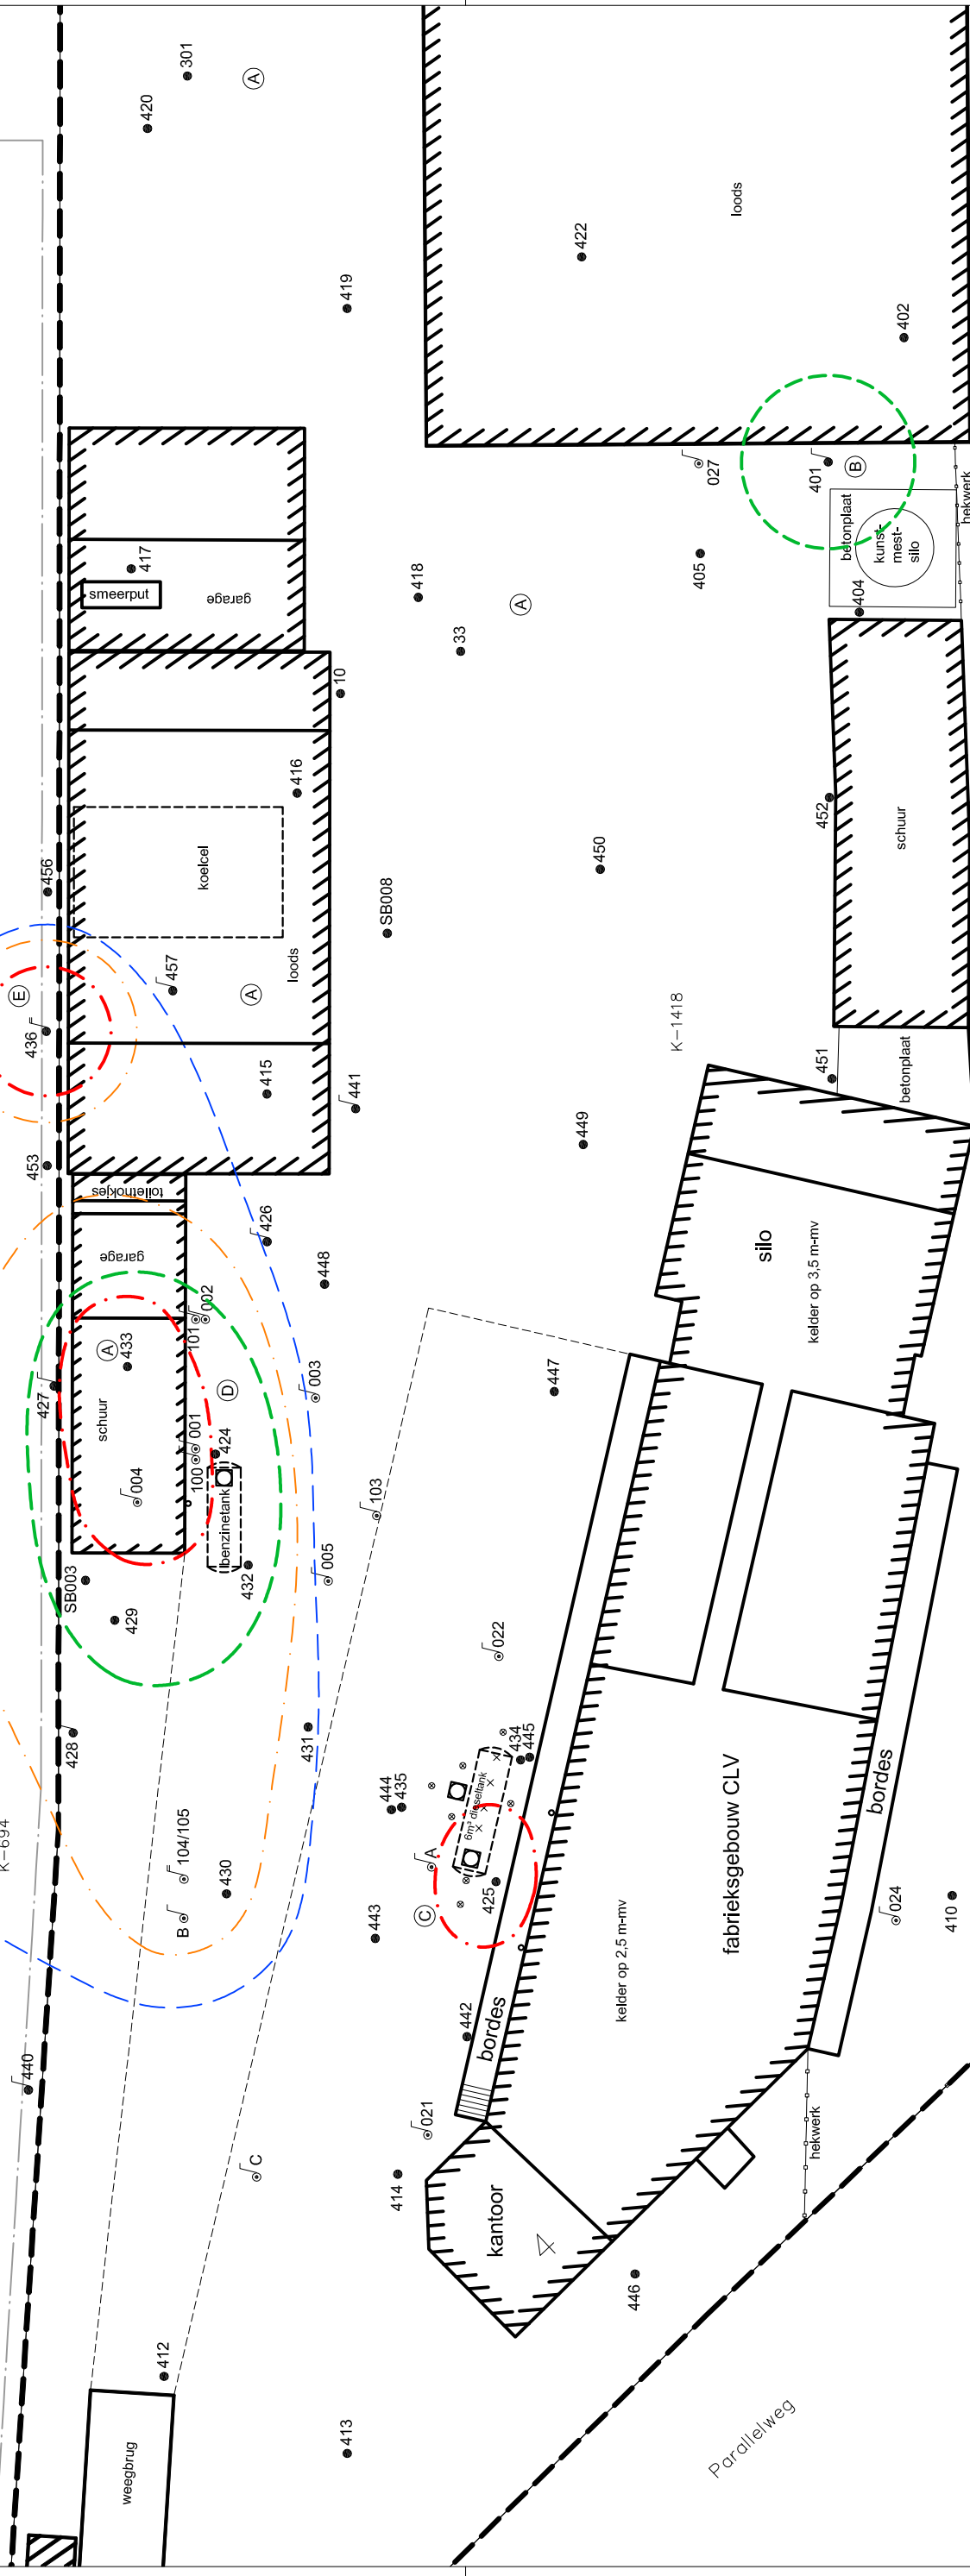 301
420
A
loods
422
419
402
027
401
B
hekwerk
betonplaat
kunst-
mest-
silo
405
404
417
smeerput
garage
418
A
33
10
416
452
schuur
koelcel
450
456
SB008
457
loods
A
E
436
K-1418
451
betonplaat
415
441
449
453
toilethokjes
426
garage
448
silo
kelder op 3,5 m-mv
002
101
433
A
427
003
447
D
schuur
001
424
100
004
103
benzinetank
432
005
SB003
429
022
428
431
434
445
444
435
6m³ dieseltank
bordes
fabrieksgebouw CLV
K-694
104/105
A
430
425
B
C
443
024
410
kelder op 2,5 m-mv
442
bordes
440
021
hekwerk
C
414
kantoor
4
446
412
413
Parallelweg
weegbrug